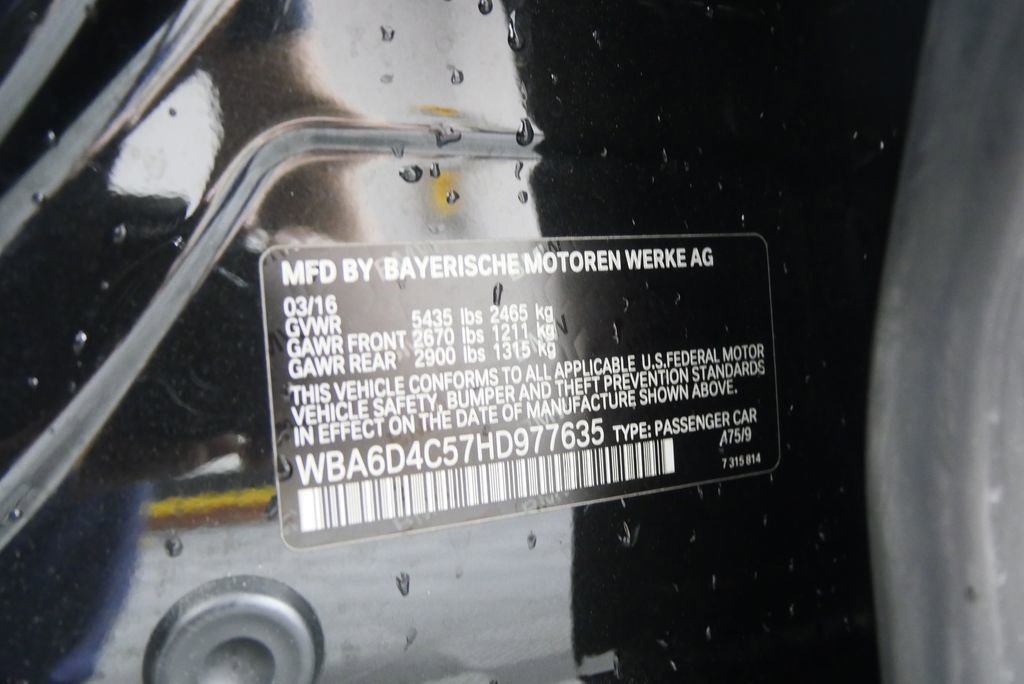 MFD BY BAYERISCHE MOTOREN WERKE AG
03/16
GVWR 5435 lbs 2465 kg
GAWR FRONT 2670 lbs 1211 kg
GAWR REAR 2900 lbs 1315 kg
THIS VEHICLE CONFORMS TO ALL APPLICABLE U.S.FEDERAL MOTOR
VEHICLE SAFETY, BUMPER AND THEFT PREVENTION STANDARDS
IN EFFECT ON THE DATE OF MANUFACTURE SHOWN ABOVE.
WBA6D4C57HD977635 TYPE: PASSENGER CAR
A75/9
7 315 814